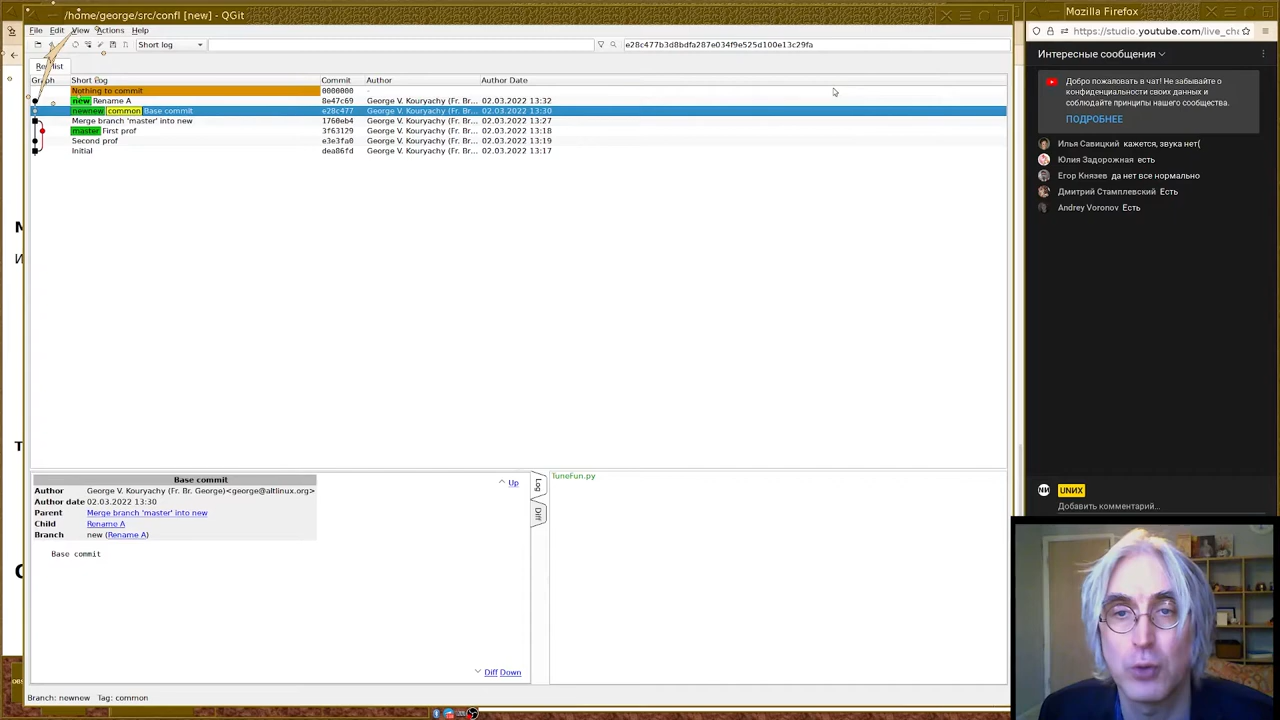 /home/george/src/confl [new] - QGit
File Edit View Actions Help
Short log
e28c477b3d8bdfa287e034f9e525d100e13c29fa
Rev list
Graph Short Log Commit Author Author Date
Nothing to commit 0000000 -
new Rename A 8e47c69 George V. Kouryachy (Fr. Br... 02.03.2022 13:32
newnew common Base commit e28c477 George V. Kouryachy (Fr. Br... 02.03.2022 13:30
Merge branch 'master' into new 1760eb4 George V. Kouryachy (Fr. Br... 02.03.2022 13:27
master First prof 3f63129 George V. Kouryachy (Fr. Br... 02.03.2022 13:18
Second prof e3e3fa0 George V. Kouryachy (Fr. Br... 02.03.2022 13:19
Initial dea86fd George V. Kouryachy (Fr. Br... 02.03.2022 13:17
Base commit
Author George V. Kouryachy (Fr. Br. George)<george@altlinux.org>
Author date 02.03.2022 13:30
Parent Merge branch 'master' into new
Child Rename A
Branch new (Rename A)
Base commit
Up
Diff Down
Log
Diff
TuneFun.py
Branch: newnew Tag: common
Mozilla Firefox
https://studio.youtube.com/live_cha
Интересные сообщения
Добро пожаловать в чат! Не забывайте о
конфиденциальности своих данных и
соблюдайте принципы нашего сообщества.
ПОДРОБНЕЕ
Илья Савицкий кажется, звука нет(
Юлия Задорожная есть
Егор Князев да нет все нормально
Дмитрий Стамплевский Есть
Andrey Voronov Есть
UNИX
Добавить комментарий...